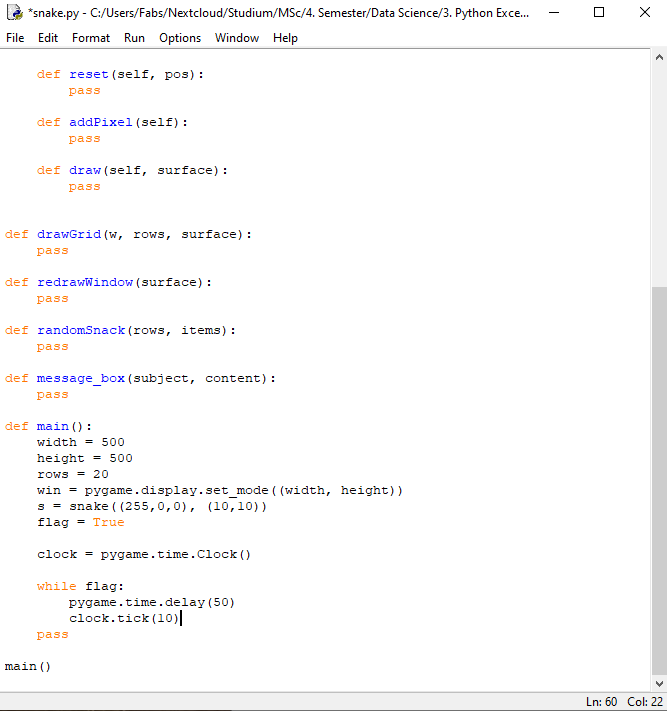 *snake.py - C:/Users/Fabs/Nextcloud/Studium/MSc/4. Semester/Data Science/3. Python Exce...
File Edit Format Run Options Window Help
    def reset(self, pos):
        pass

    def addPixel(self):
        pass

    def draw(self, surface):
        pass


def drawGrid(w, rows, surface):
    pass

def redrawWindow(surface):
    pass

def randomSnack(rows, items):
    pass

def message_box(subject, content):
    pass

def main():
    width = 500
    height = 500
    rows = 20
    win = pygame.display.set_mode((width, height))
    s = snake((255,0,0), (10,10))
    flag = True

    clock = pygame.time.Clock()

    while flag:
        pygame.time.delay(50)
        clock.tick(10)
    pass

main()
Ln: 60 Col: 22